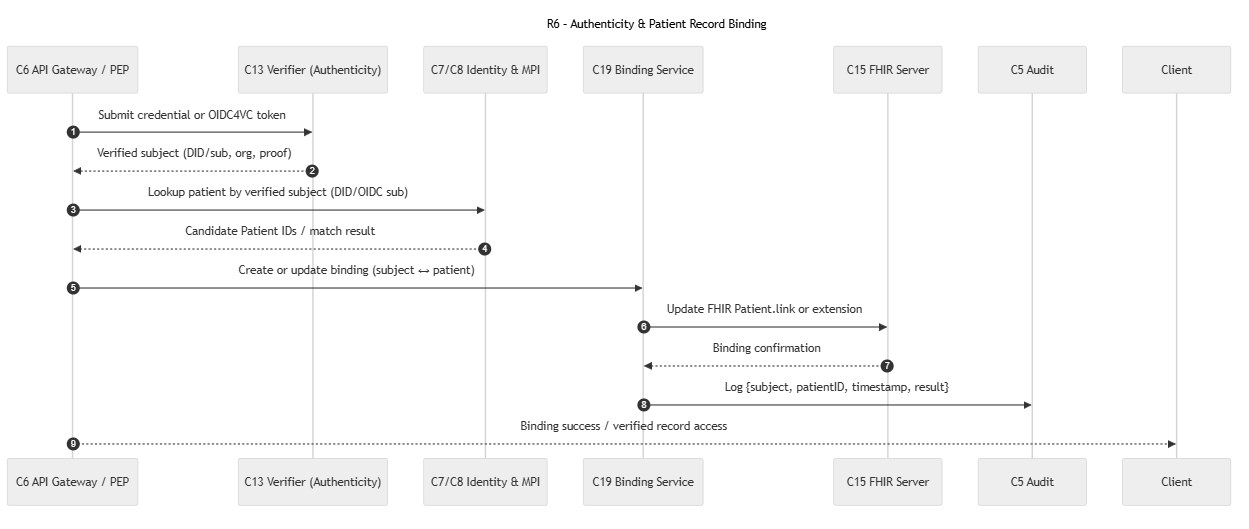 R6 - Authenticity & Patient Record Binding
C6 API Gateway / PEP
C13 Verifier (Authenticity)
C7/C8 Identity & MPI
C19 Binding Service
C15 FHIR Server
C5 Audit
Client
Submit credential or OIDC4VC token
1
Verified subject (DID/sub, org, proof)
2
Lookup patient by verified subject (DID/OIDC sub)
3
Candidate Patient IDs / match result
4
Create or update binding (subject ↔ patient)
5
Update FHIR Patient.link or extension
6
Binding confirmation
7
Log {subject, patientID, timestamp, result}
8
Binding success / verified record access
9
C6 API Gateway / PEP
C13 Verifier (Authenticity)
C7/C8 Identity & MPI
C19 Binding Service
C15 FHIR Server
C5 Audit
Client